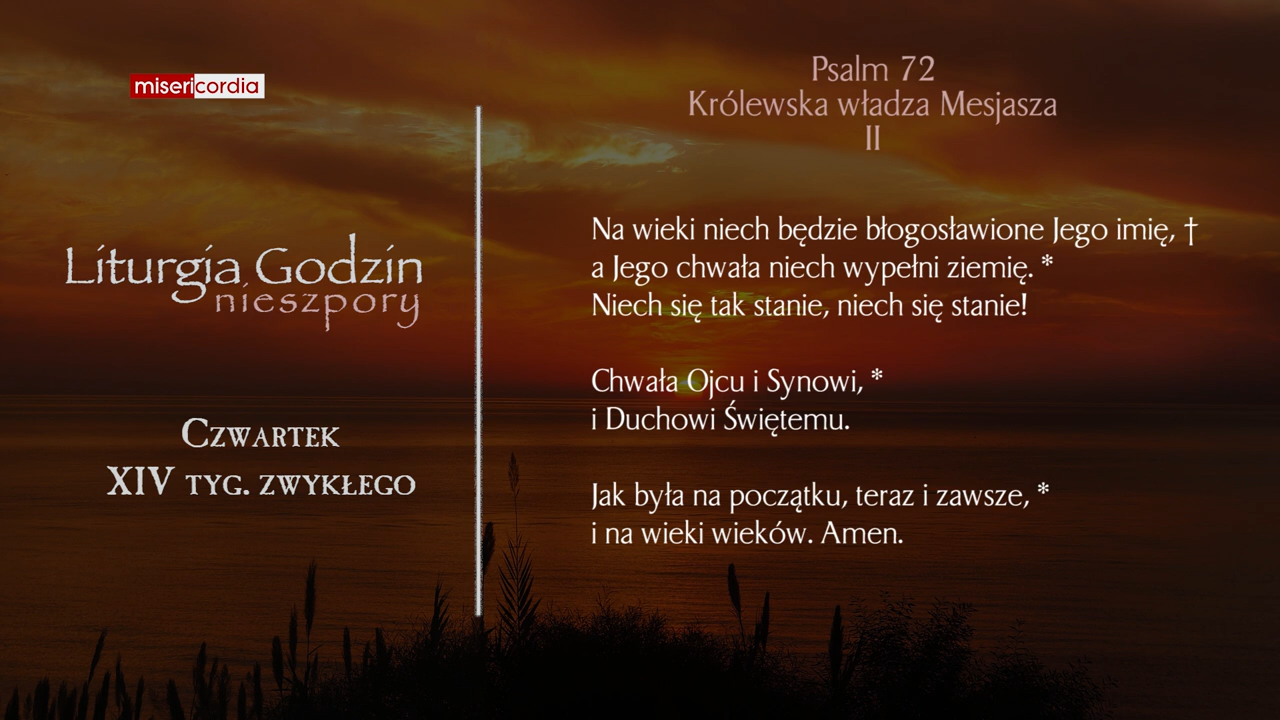 misericordia
Liturgia Godzin
nieszpory
Czwartek
XIV tyg. zwykłego
Psalm 72
Królewska władza Mesjasza
II
Na wieki niech będzie błogosławione Jego imię, †
a Jego chwała niech wypełni ziemię. *
Niech się tak stanie, niech się stanie!
Chwała Ojcu i Synowi, *
i Duchowi Świętemu.
Jak była na początku, teraz i zawsze, *
i na wieki wieków. Amen.